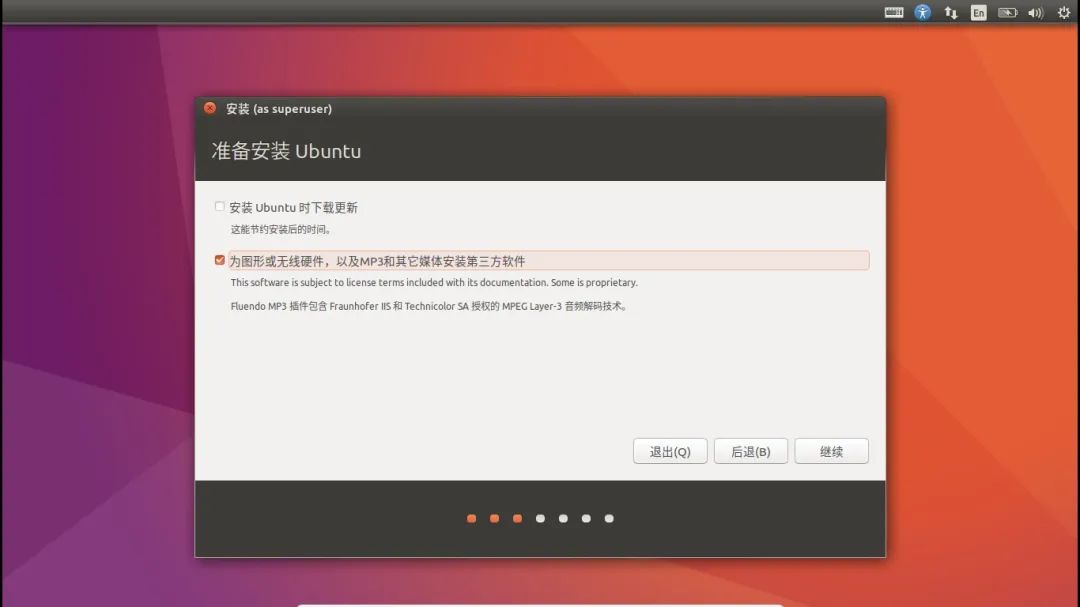 En
安装 (as superuser)
准备安装 Ubuntu
安装 Ubuntu 时下载更新
这能节约安装后的时间。
为图形或无线硬件，以及MP3和其它媒体安装第三方软件
This software is subject to license terms included with its documentation. Some is proprietary.
Fluendo MP3 插件包含 Fraunhofer IIS 和 Technicolor SA 授权的 MPEG Layer-3 音频解码技术。
退出(Q)
后退(B)
继续